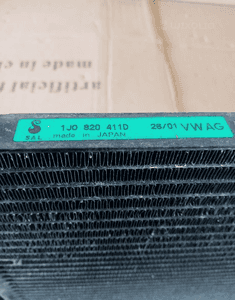 made in c
artificial
1J0 820 411D 28/01 VW AG
SAL made in JAPAN